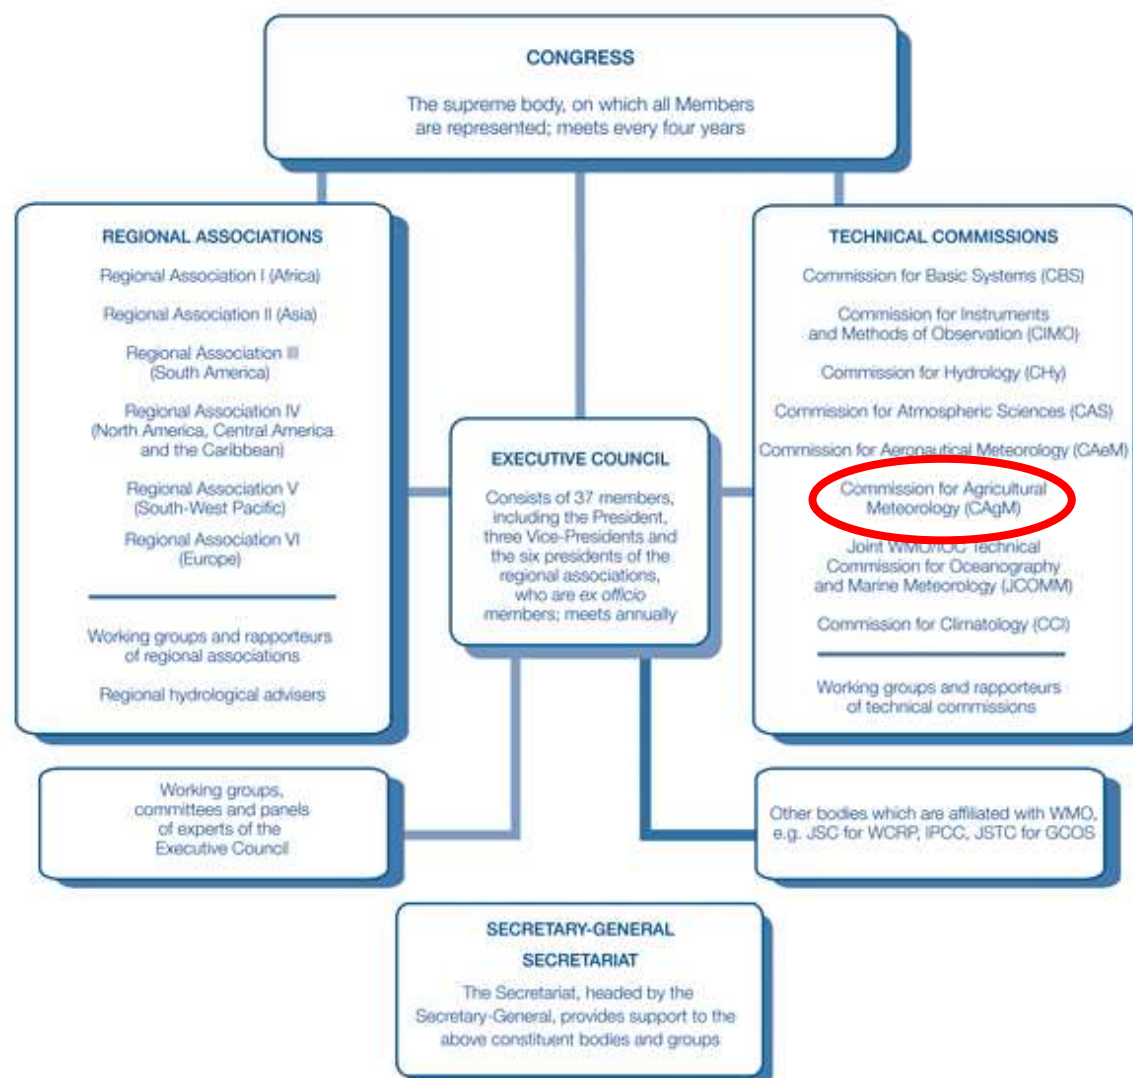 CONGRESS
The supreme body, on which all Members
are represented; meets every four years
REGIONAL ASSOCIATIONS
Regional Association I (Africa)
Regional Association II (Asia)
Regional Association III
(South America)
Regional Association IV
(North America, Central America
and the Caribbean)
Regional Association V
(South-West Pacific)
Regional Association VI
(Europe)
Working groups and rapporteurs
of regional associations
Regional hydrological advisers
EXECUTIVE COUNCIL
Consists of 37 members,
including the President,
three Vice-Presidents and
the six presidents of the
regional associations,
who are ex officio
members; meets annually
TECHNICAL COMMISSIONS
Commission for Basic Systems (CBS)
Commission for Instruments
and Methods of Observation (CIMO)
Commission for Hydrology (CHy)
Commission for Atmospheric Sciences (CAS)
Commission for Aeronautical Meteorology (CAeM)
Commission for Agricultural
Meteorology (CAgM)
Joint WMO/IOC Technical
Commission for Oceanography
and Marine Meteorology (JCOMM)
Commission for Climatology (CCl)
Working groups and rapporteurs
of technical commissions
Working groups,
committees and panels
of experts of the
Executive Council
Other bodies which are affiliated with WMO,
e.g. JSC for WCRP, IPCC, JSTC for GCOS
SECRETARY-GENERAL
SECRETARIAT
The Secretariat, headed by the
Secretary-General, provides support to the
above constituent bodies and groups